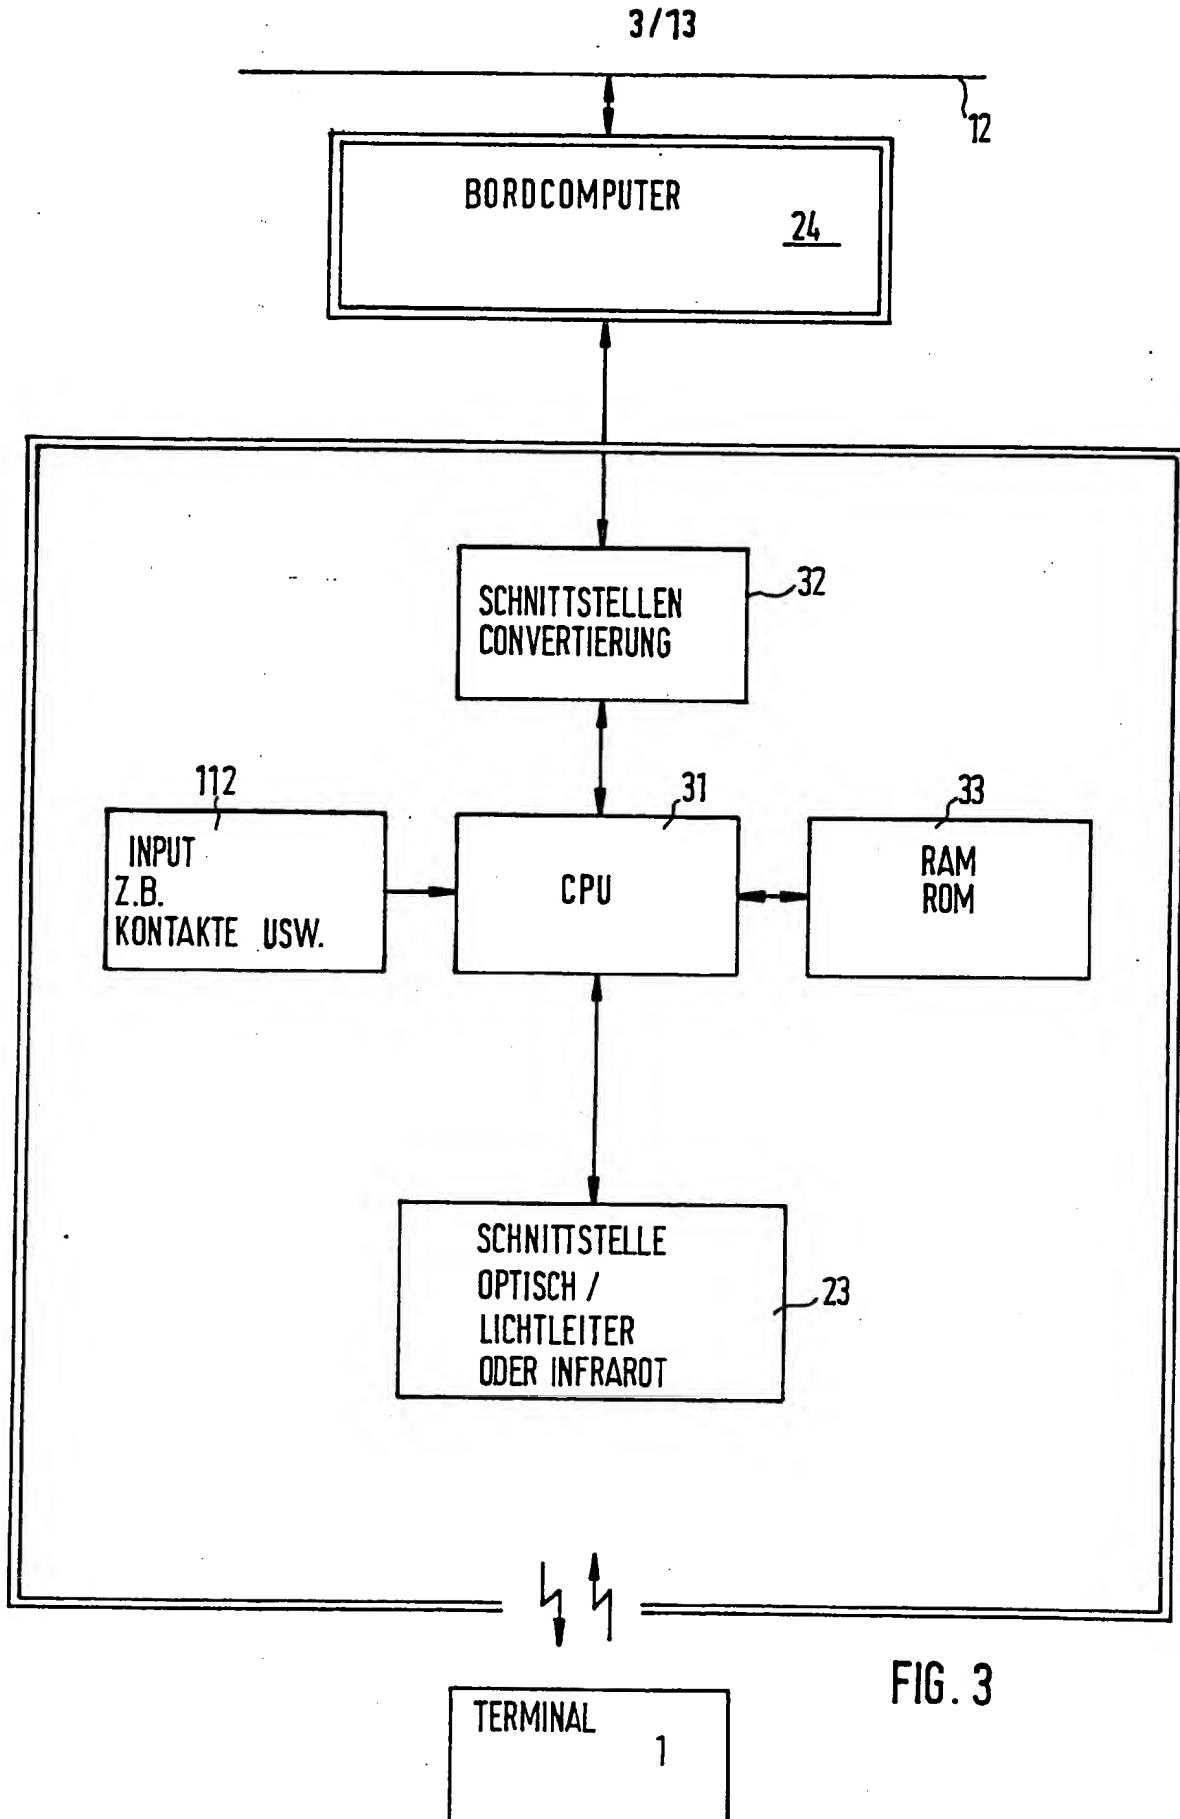 3/13
12
BORDCOMPUTER
24
SCHNITTSTELLEN
CONVERTIERUNG
32
112
INPUT
Z.B.
KONTAKTE USW.
31
CPU
33
RAM
ROM
SCHNITTSTELLE
OPTISCH /
LICHTLEITER
ODER INFRAROT
23
FIG. 3
TERMINAL
1